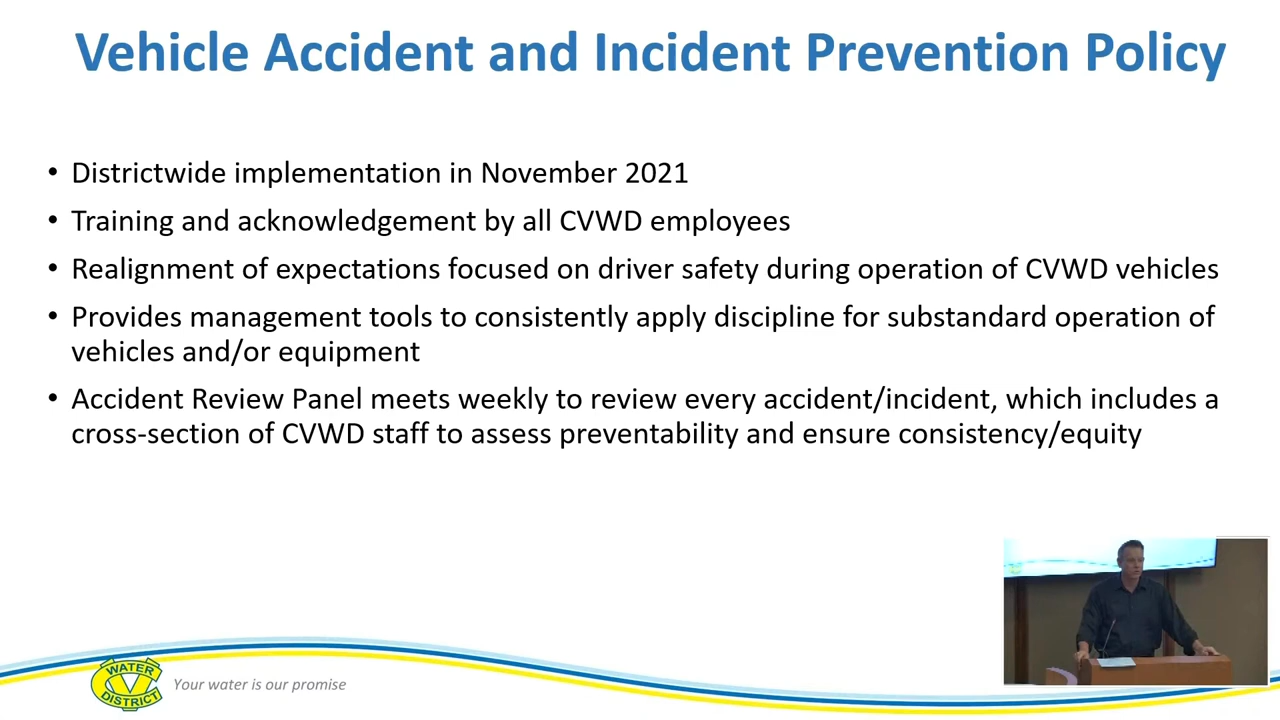 Vehicle Accident and Incident Prevention Policy
• Districtwide implementation in November 2021
• Training and acknowledgement by all CVWD employees
• Realignment of expectations focused on driver safety during operation of CVWD vehicles
• Provides management tools to consistently apply discipline for substandard operation of
vehicles and/or equipment
• Accident Review Panel meets weekly to review every accident/incident, which includes a
cross-section of CVWD staff to assess preventability and ensure consistency/equity
WATER
DISTRICT
Your water is our promise